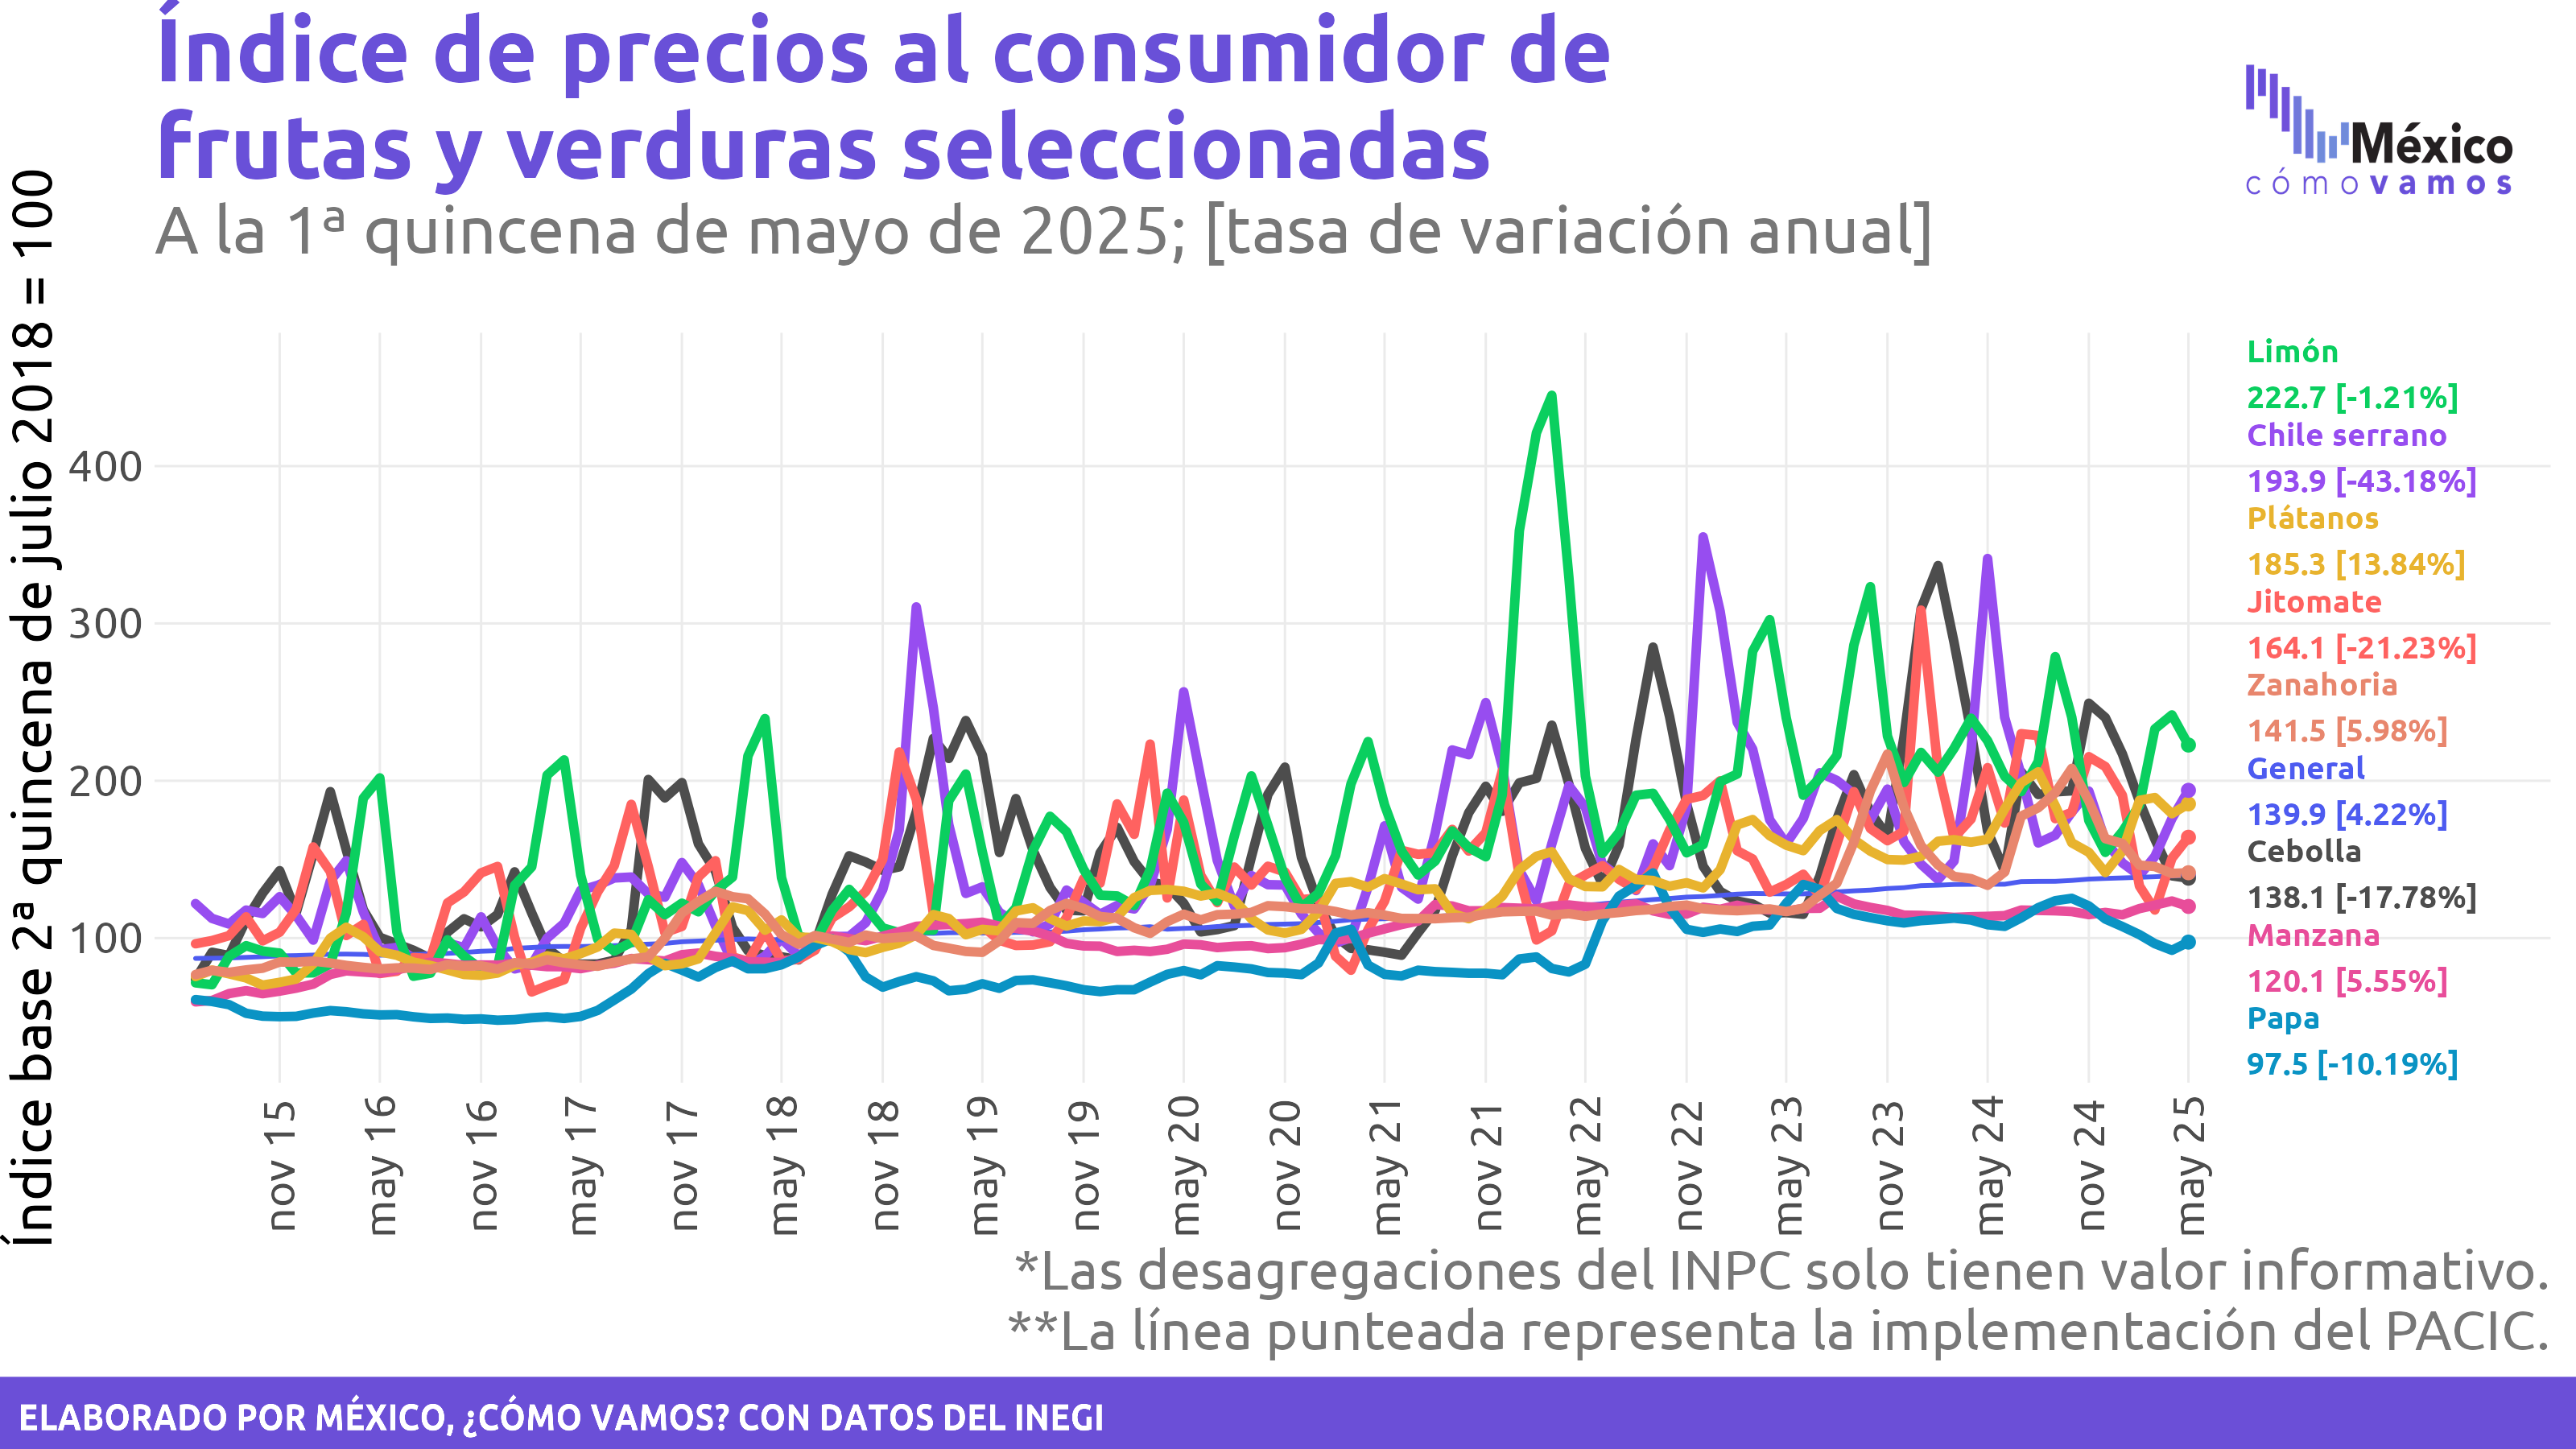 Índice de precios al consumidor de
frutas y verduras seleccionadas
A la 1ª quincena de mayo de 2025; [tasa de variación anual]
México
cómo vamos
Índice base 2ª quincena de julio 2018 = 100
400
300
200
100
Limón
222.7 [-1.21%]
Chile serrano
193.9 [-43.18%]
Plátanos
185.3 [13.84%]
Jitomate
164.1 [-21.23%]
Zanahoria
141.5 [5.98%]
General
139.9 [4.22%]
Cebolla
138.1 [-17.78%]
Manzana
120.1 [5.55%]
Papa
97.5 [-10.19%]
nov 15
may 16
nov 16
may 17
nov 17
may 18
nov 18
may 19
nov 19
may 20
nov 20
may 21
nov 21
may 22
nov 22
may 23
nov 23
may 24
nov 24
may 25
*Las desagregaciones del INPC solo tienen valor informativo.
**La línea punteada representa la implementación del PACIC.
ELABORADO POR MÉXICO, ¿CÓMO VAMOS? CON DATOS DEL INEGI